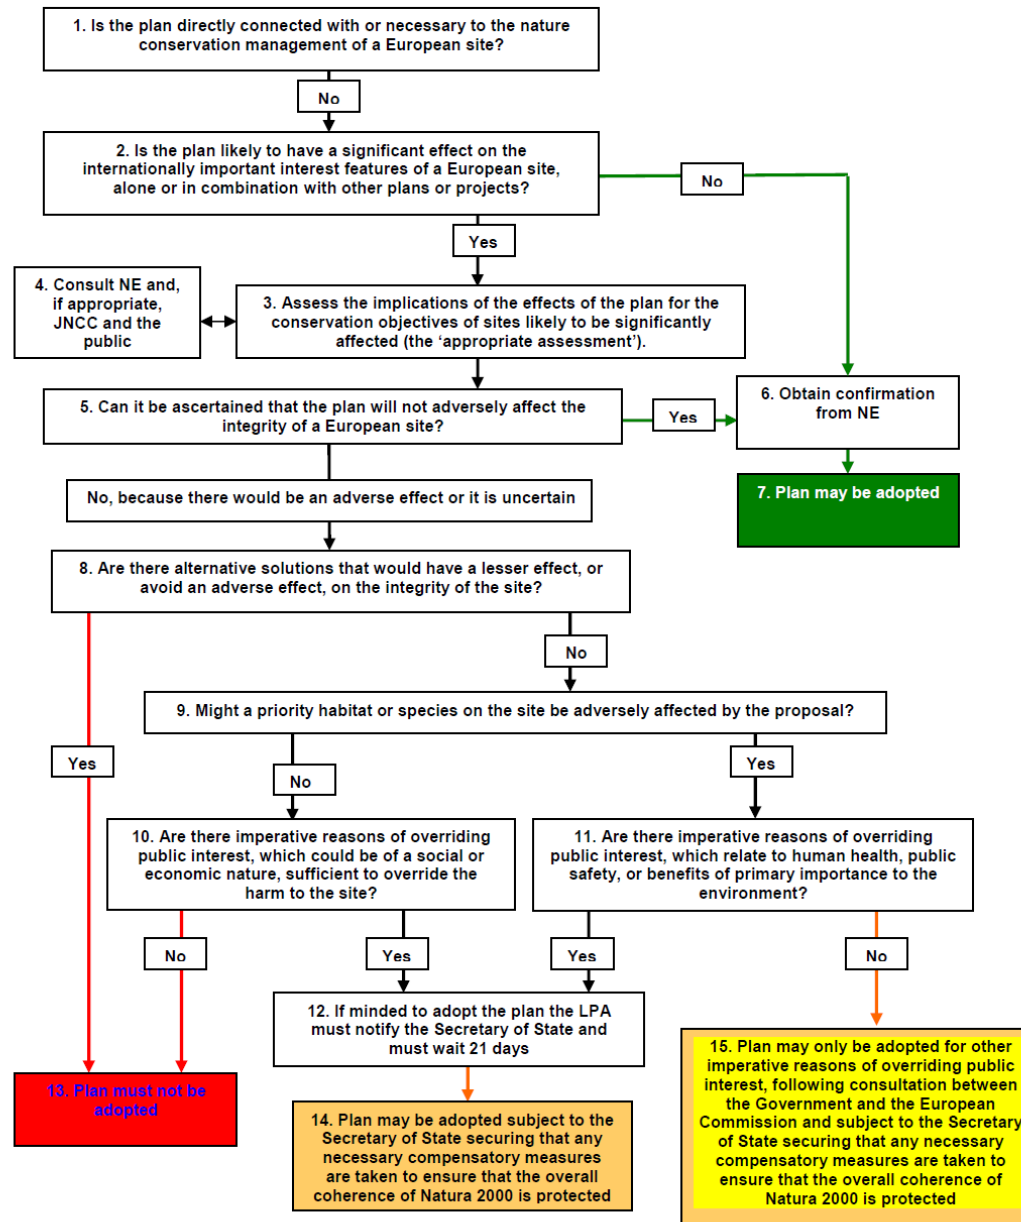 1. Is the plan directly connected with or necessary to the nature
conservation management of a European site?
No
2. Is the plan likely to have a significant effect on the
internationally important interest features of a European site,
alone or in combination with other plans or projects?
No
Yes
4. Consult NE and,
if appropriate,
JNCC and the
public
3. Assess the implications of the effects of the plan for the
conservation objectives of sites likely to be significantly
affected (the ‘appropriate assessment’).
5. Can it be ascertained that the plan will not adversely affect the
integrity of a European site?
Yes
6. Obtain confirmation
from NE
7. Plan may be adopted
No, because there would be an adverse effect or it is uncertain
8. Are there alternative solutions that would have a lesser effect, or
avoid an adverse effect, on the integrity of the site?
No
9. Might a priority habitat or species on the site be adversely affected by the proposal?
Yes
No
Yes
10. Are there imperative reasons of overriding
public interest, which could be of a social or
economic nature, sufficient to override the
harm to the site?
11. Are there imperative reasons of overriding
public interest, which relate to human health, public
safety, or benefits of primary importance to the
environment?
No
Yes
Yes
No
12. If minded to adopt the plan the LPA
must notify the Secretary of State and
must wait 21 days
13. Plan must not be
adopted
14. Plan may be adopted subject to the
Secretary of State securing that any
necessary compensatory measures
are taken to ensure that the overall
coherence of Natura 2000 is protected
15. Plan may only be adopted for other
imperative reasons of overriding public
interest, following consultation between
the Government and the European
Commission and subject to the Secretary
of State securing that any necessary
compensatory measures are taken to
ensure that the overall coherence of
Natura 2000 is protected